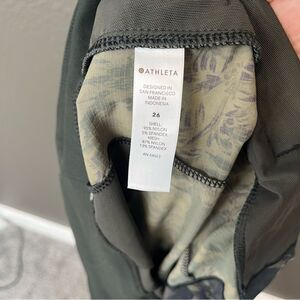 ATHLETA
DESIGNED IN
SAN FRANCISCO
MADE IN
INDONESIA
26
SHELL:
95% NYLON
5% SPANDEX
MESH:
87% NYLON
13% SPANDEX